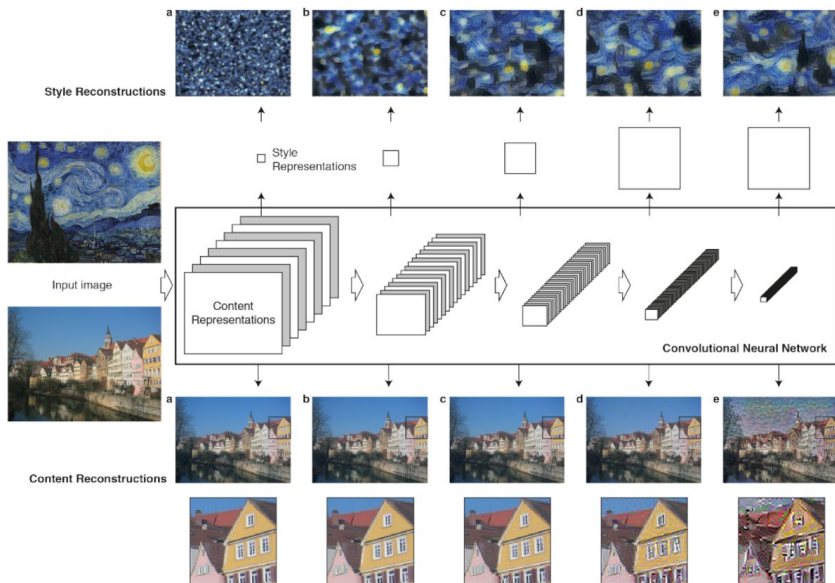 a
b
c
d
e
Style Reconstructions
Style
Representations
Input image
Content
Representations
Convolutional Neural Network
a
b
c
d
e
Content Reconstructions